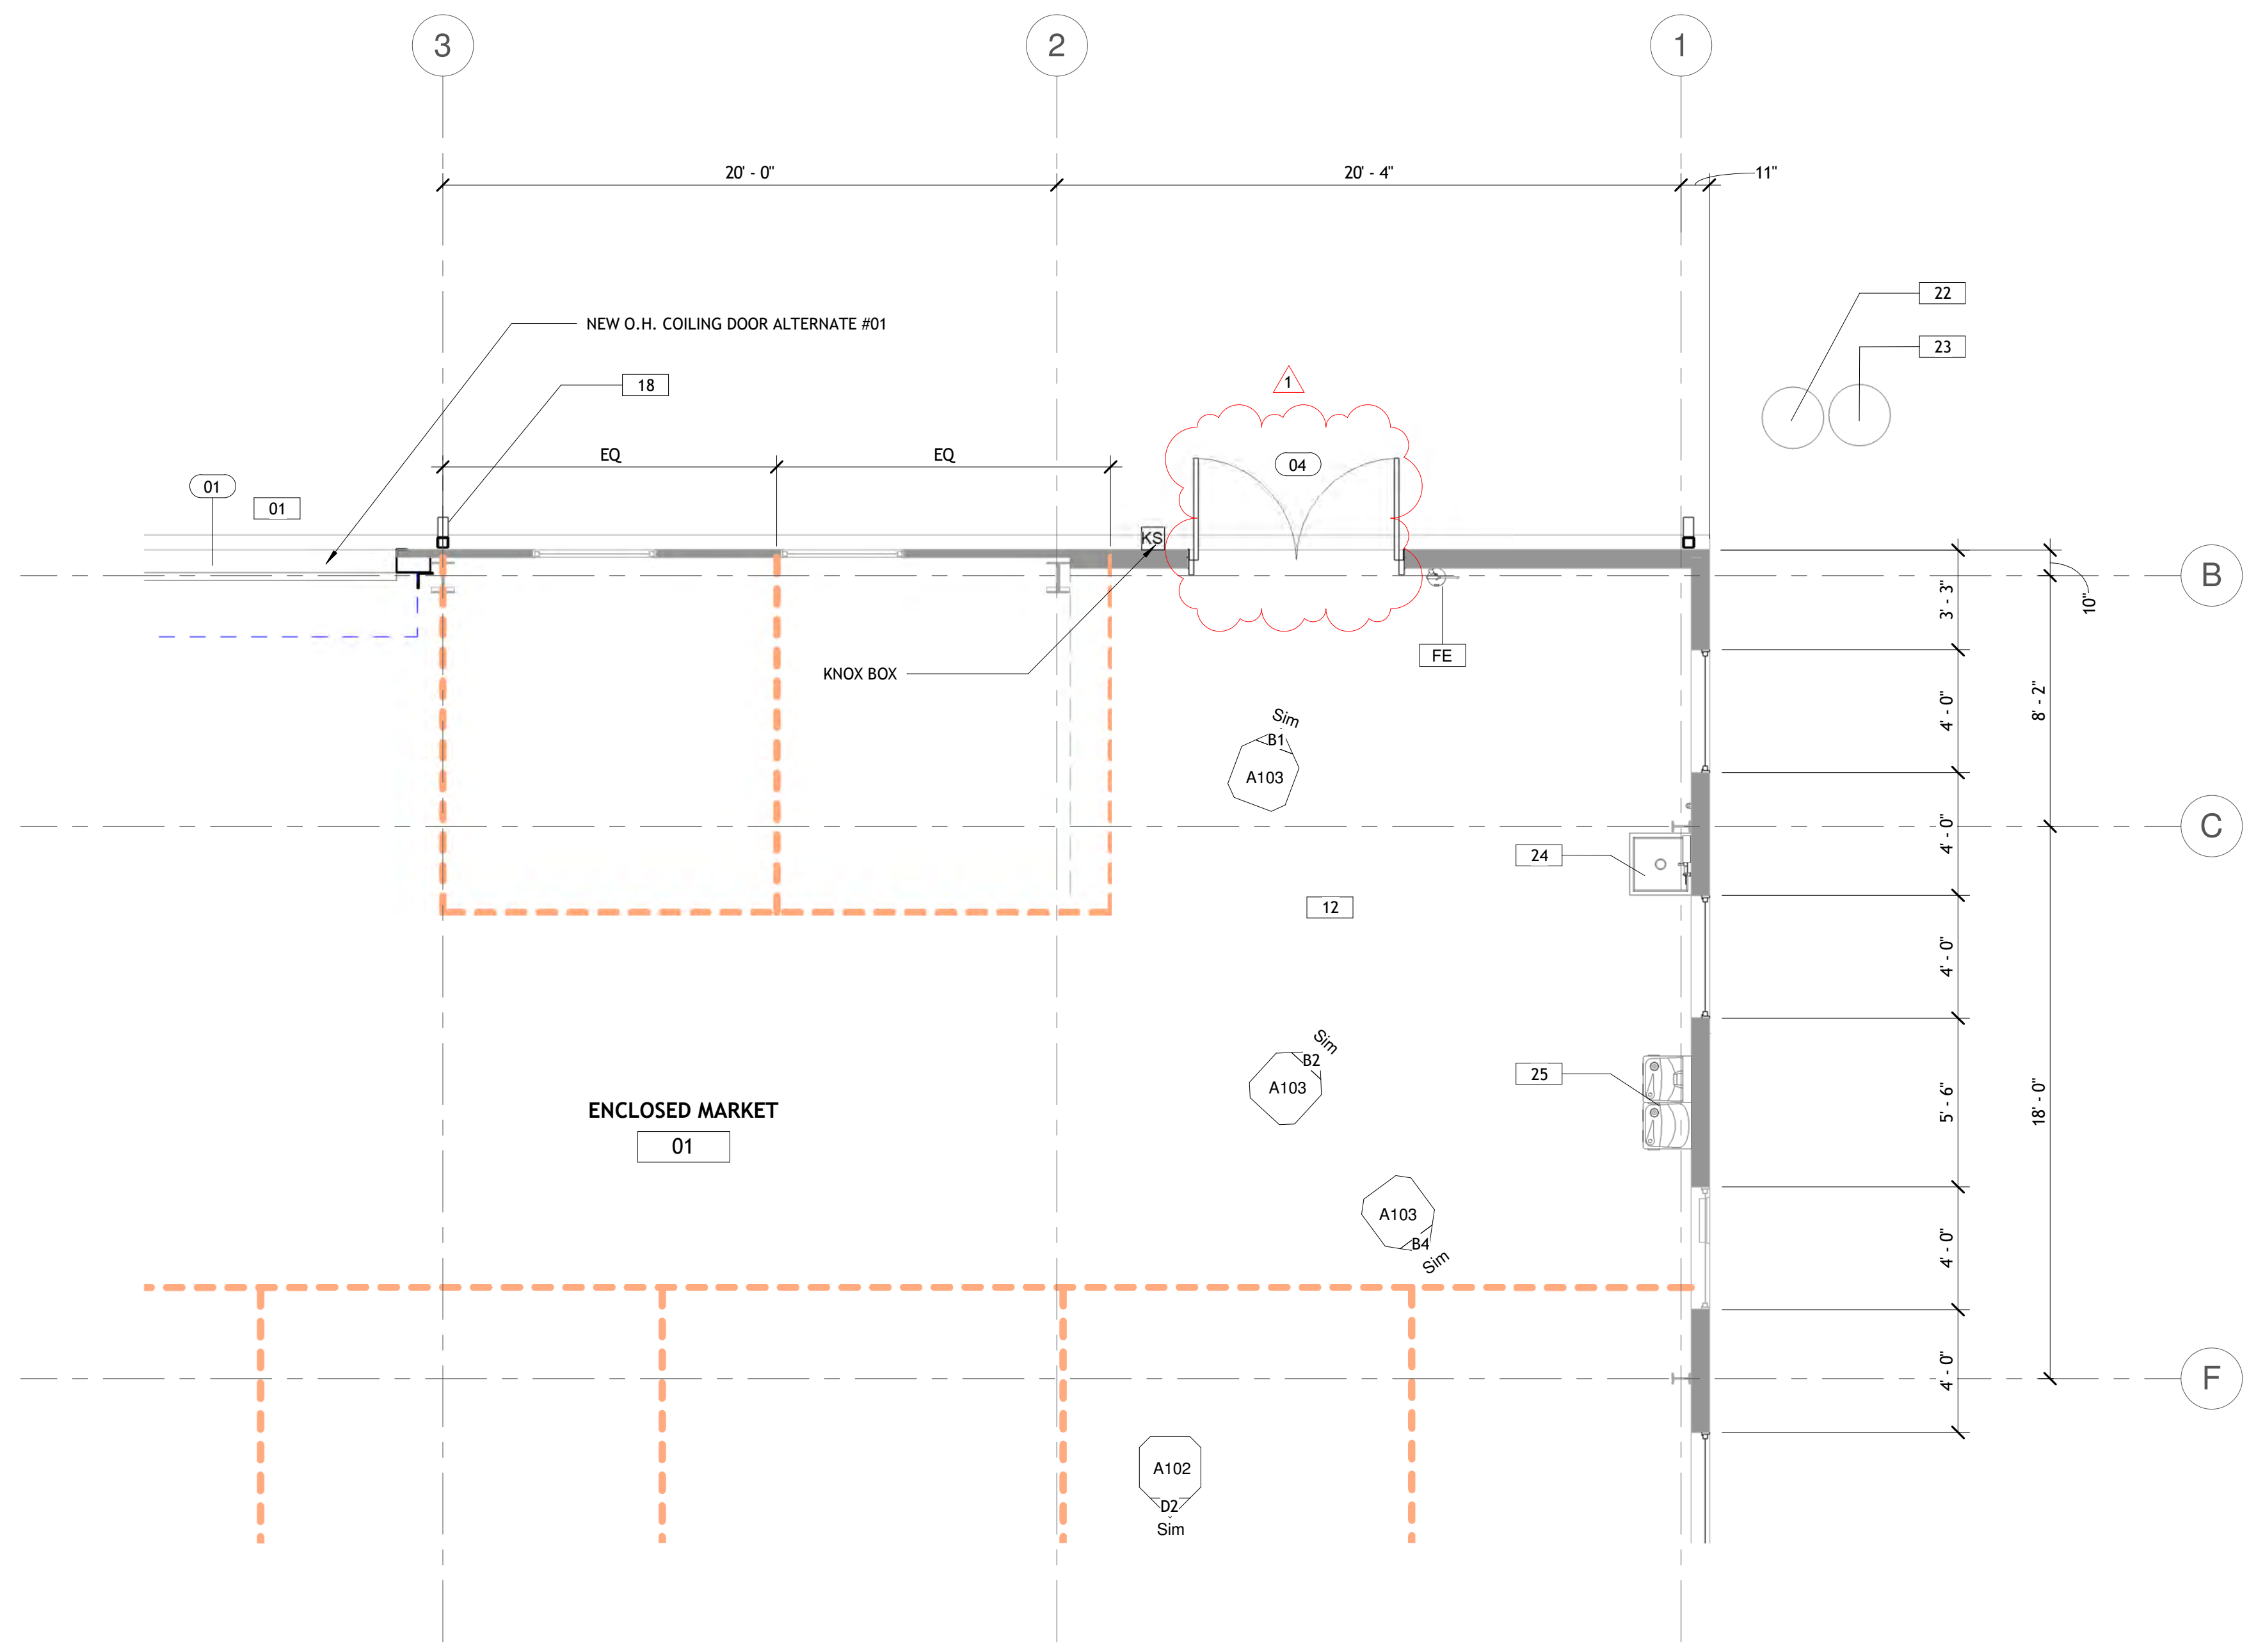 3
2
1
20' - 0"
20' - 4"
11"
22
23
NEW O.H. COILING DOOR ALTERNATE #01
18
1
EQ
EQ
04
01
01
KS
B
10"
3' - 3"
FE
KNOX BOX
8' - 2"
4' - 0"
Sim
B1
A103
C
4' - 0"
24
12
4' - 0"
Sim
B2
A103
25
5' - 6"
18' - 0"
ENCLOSED MARKET
01
A103
B4
Sim
4' - 0"
4' - 0"
F
A102
D2
Sim